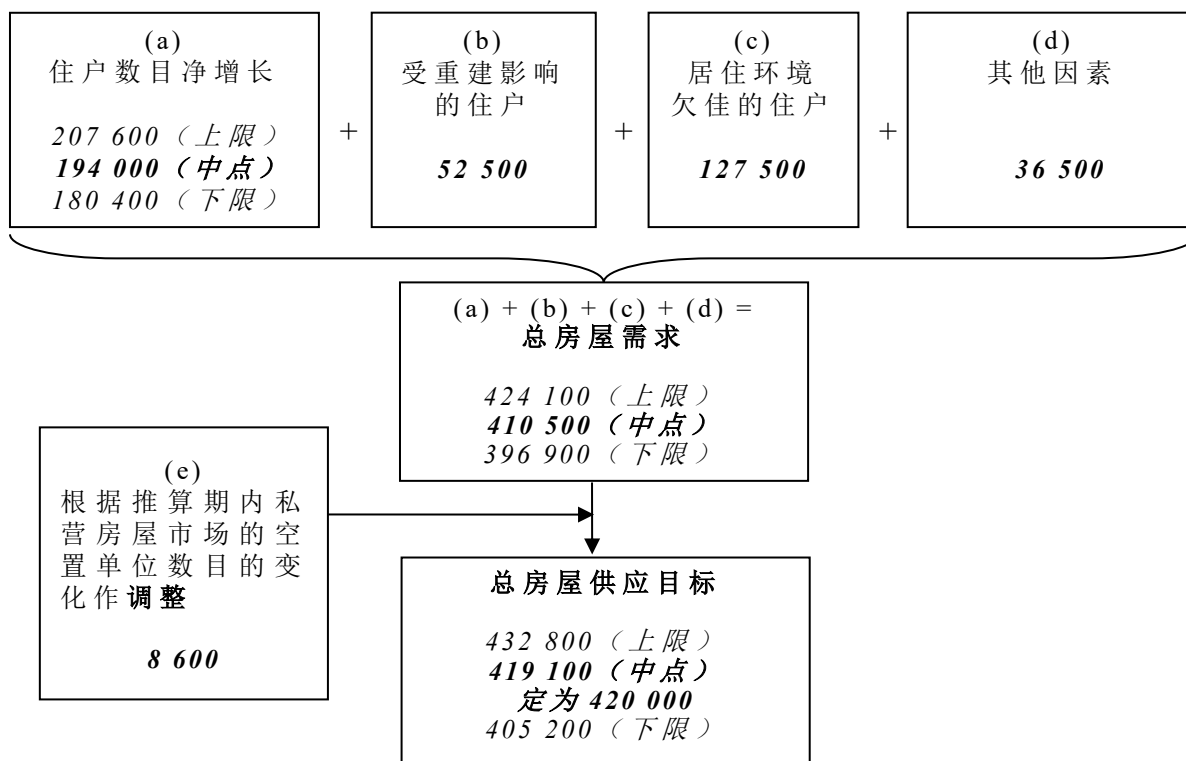 (a)
住户数目净增长
207 600（上限）
194 000（中点）
180 400（下限）
+
(b)
受重建影响
的住户
52 500
+
(c)
居住环境
欠佳的住户
127 500
+
(d)
其他因素
36 500
(a) + (b) + (c) + (d) =
总房屋需求
424 100（上限）
410 500（中点）
396 900（下限）
(e)
根据推算期内私
营房屋市场的空
置单位数目的变
化作调整
8 600
总房屋供应目标
432 800（上限）
419 100（中点）
定为 420 000
405 200（下限）